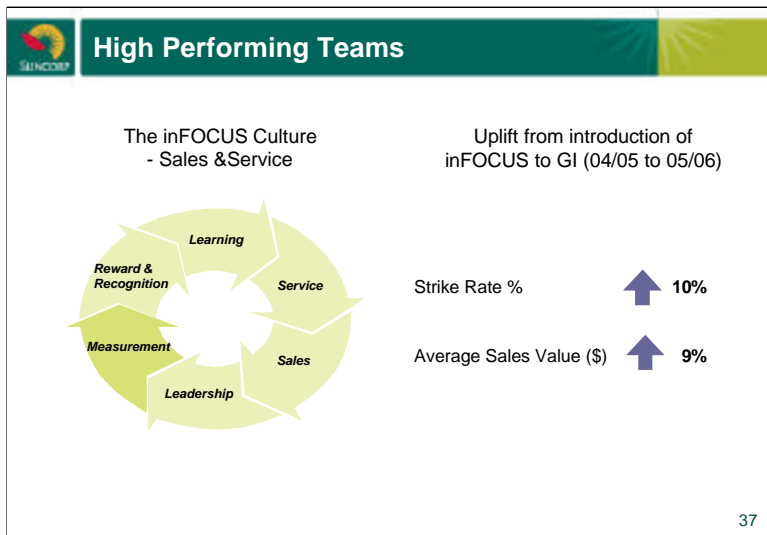 SUNCORP
High Performing Teams
The inFOCUS Culture
- Sales &Service
Uplift from introduction of
inFOCUS to GI (04/05 to 05/06)
Learning
Service
Sales
Leadership
Measurement
Reward &
Recognition
Strike Rate % 10%
Average Sales Value ($) 9%
37